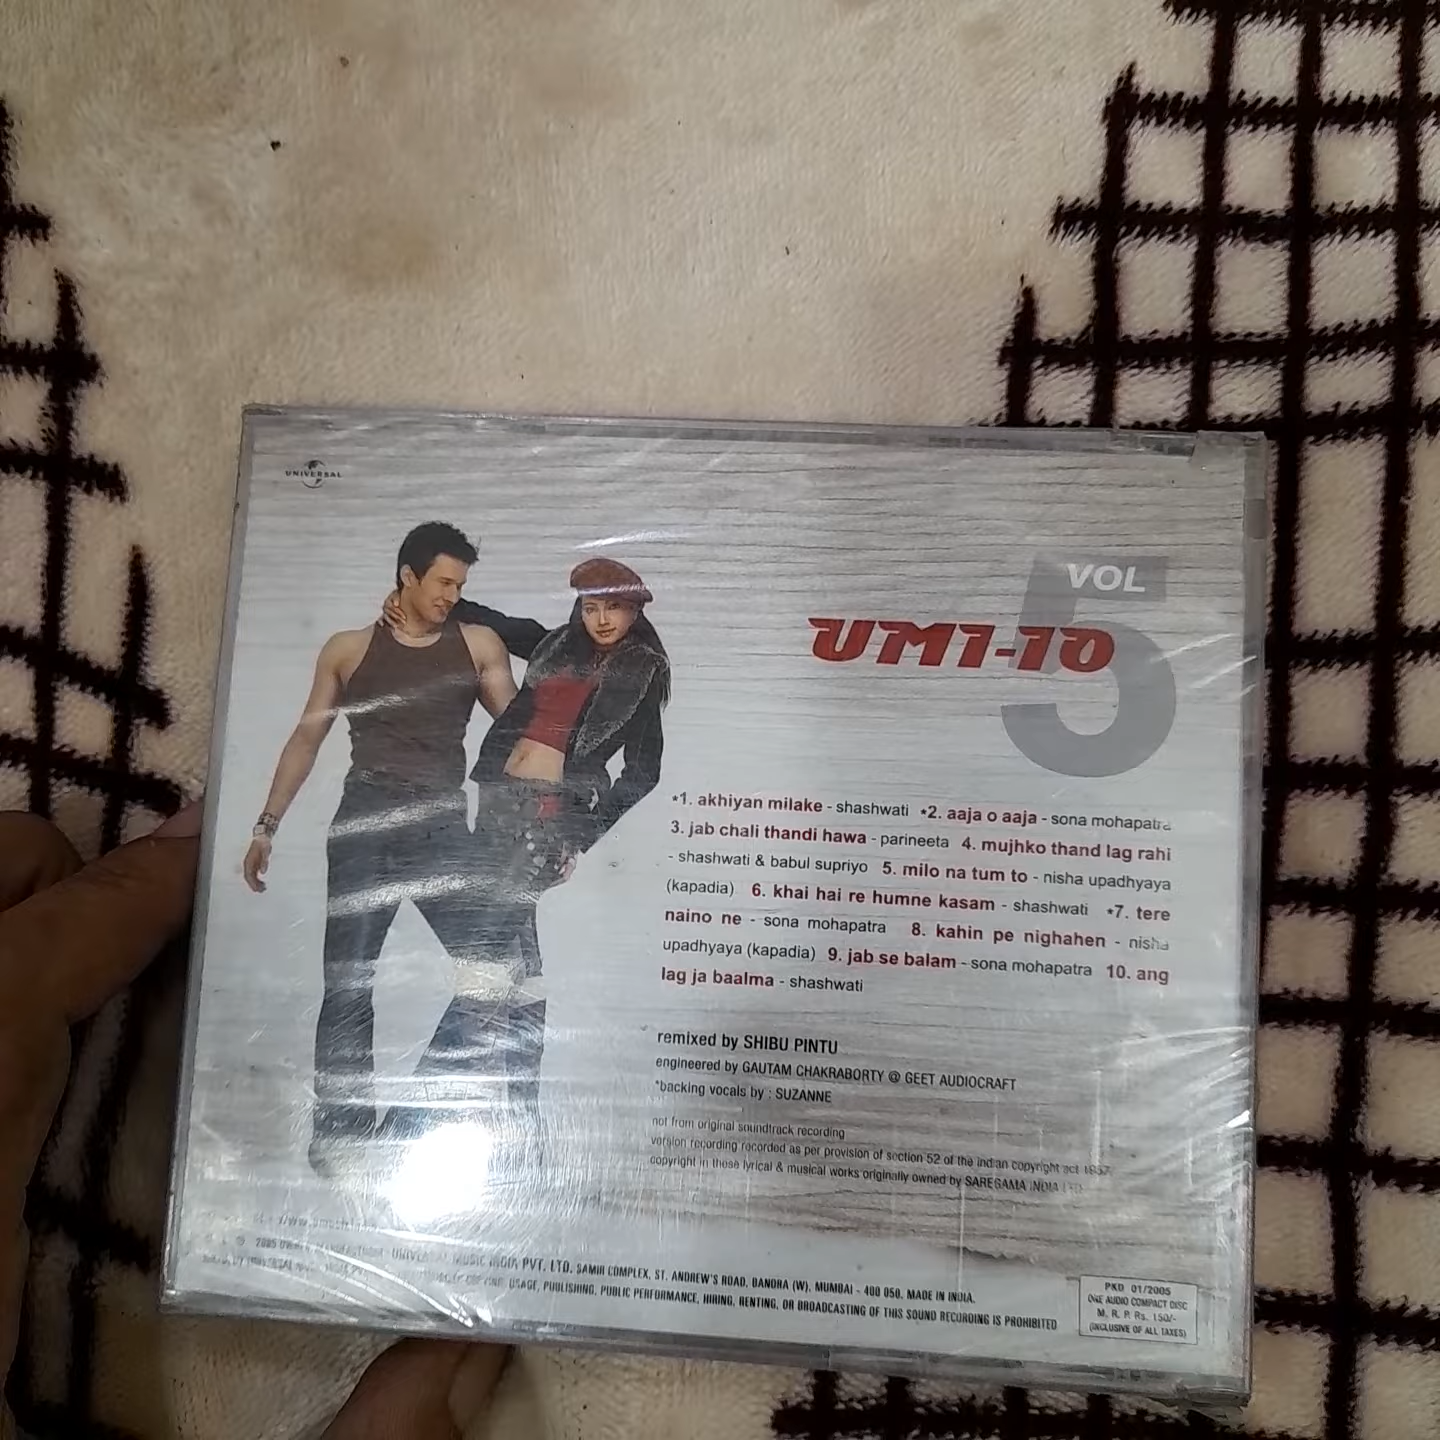 UNIVERSAL
VOL
5
UMI-10
*1. akhiyan milake - shashwati *2. aaja o aaja - sona mohapatra
3. jab chali thandi hawa - parineeta 4. mujhko thand lag rahi
- shashwati & babul supriyo 5. milo na tum to - nisha upadhyaya
(kapadia) 6. khai hai re humne kasam - shashwati *7. tere
naino ne - sona mohapatra 8. kahin pe nighahen - nisha
upadhyaya (kapadia) 9. jab se balam - sona mohapatra 10. ang
lag ja baalma - shashwati
remixed by SHIBU PINTU
engineered by GAUTAM CHAKRABORTY @ GEET AUDIOCRAFT
*backing vocals by : SUZANNE
not from original soundtrack recording
version recording recorded as per provision of section 52 of the indian copyright act 1957
copyright in these lyrical & musical works originally owned by SAREGAMA INDIA LTD
2005 UNIVERSAL MUSIC INDIA PVT. LTD. SAMIR COMPLEX, ST. ANDREW'S ROAD, BANDRA (W), MUMBAI - 400 050. MADE IN INDIA.
USAGE, PUBLISHING, PUBLIC PERFORMANCE, HIRING, RENTING, OR BROADCASTING OF THIS SOUND RECORDING IS PROHIBITED
PKD 01/2005
ONE AUDIO COMPACT DISC
M. R. P. Rs. 150/-
(INCLUSIVE OF ALL TAXES)